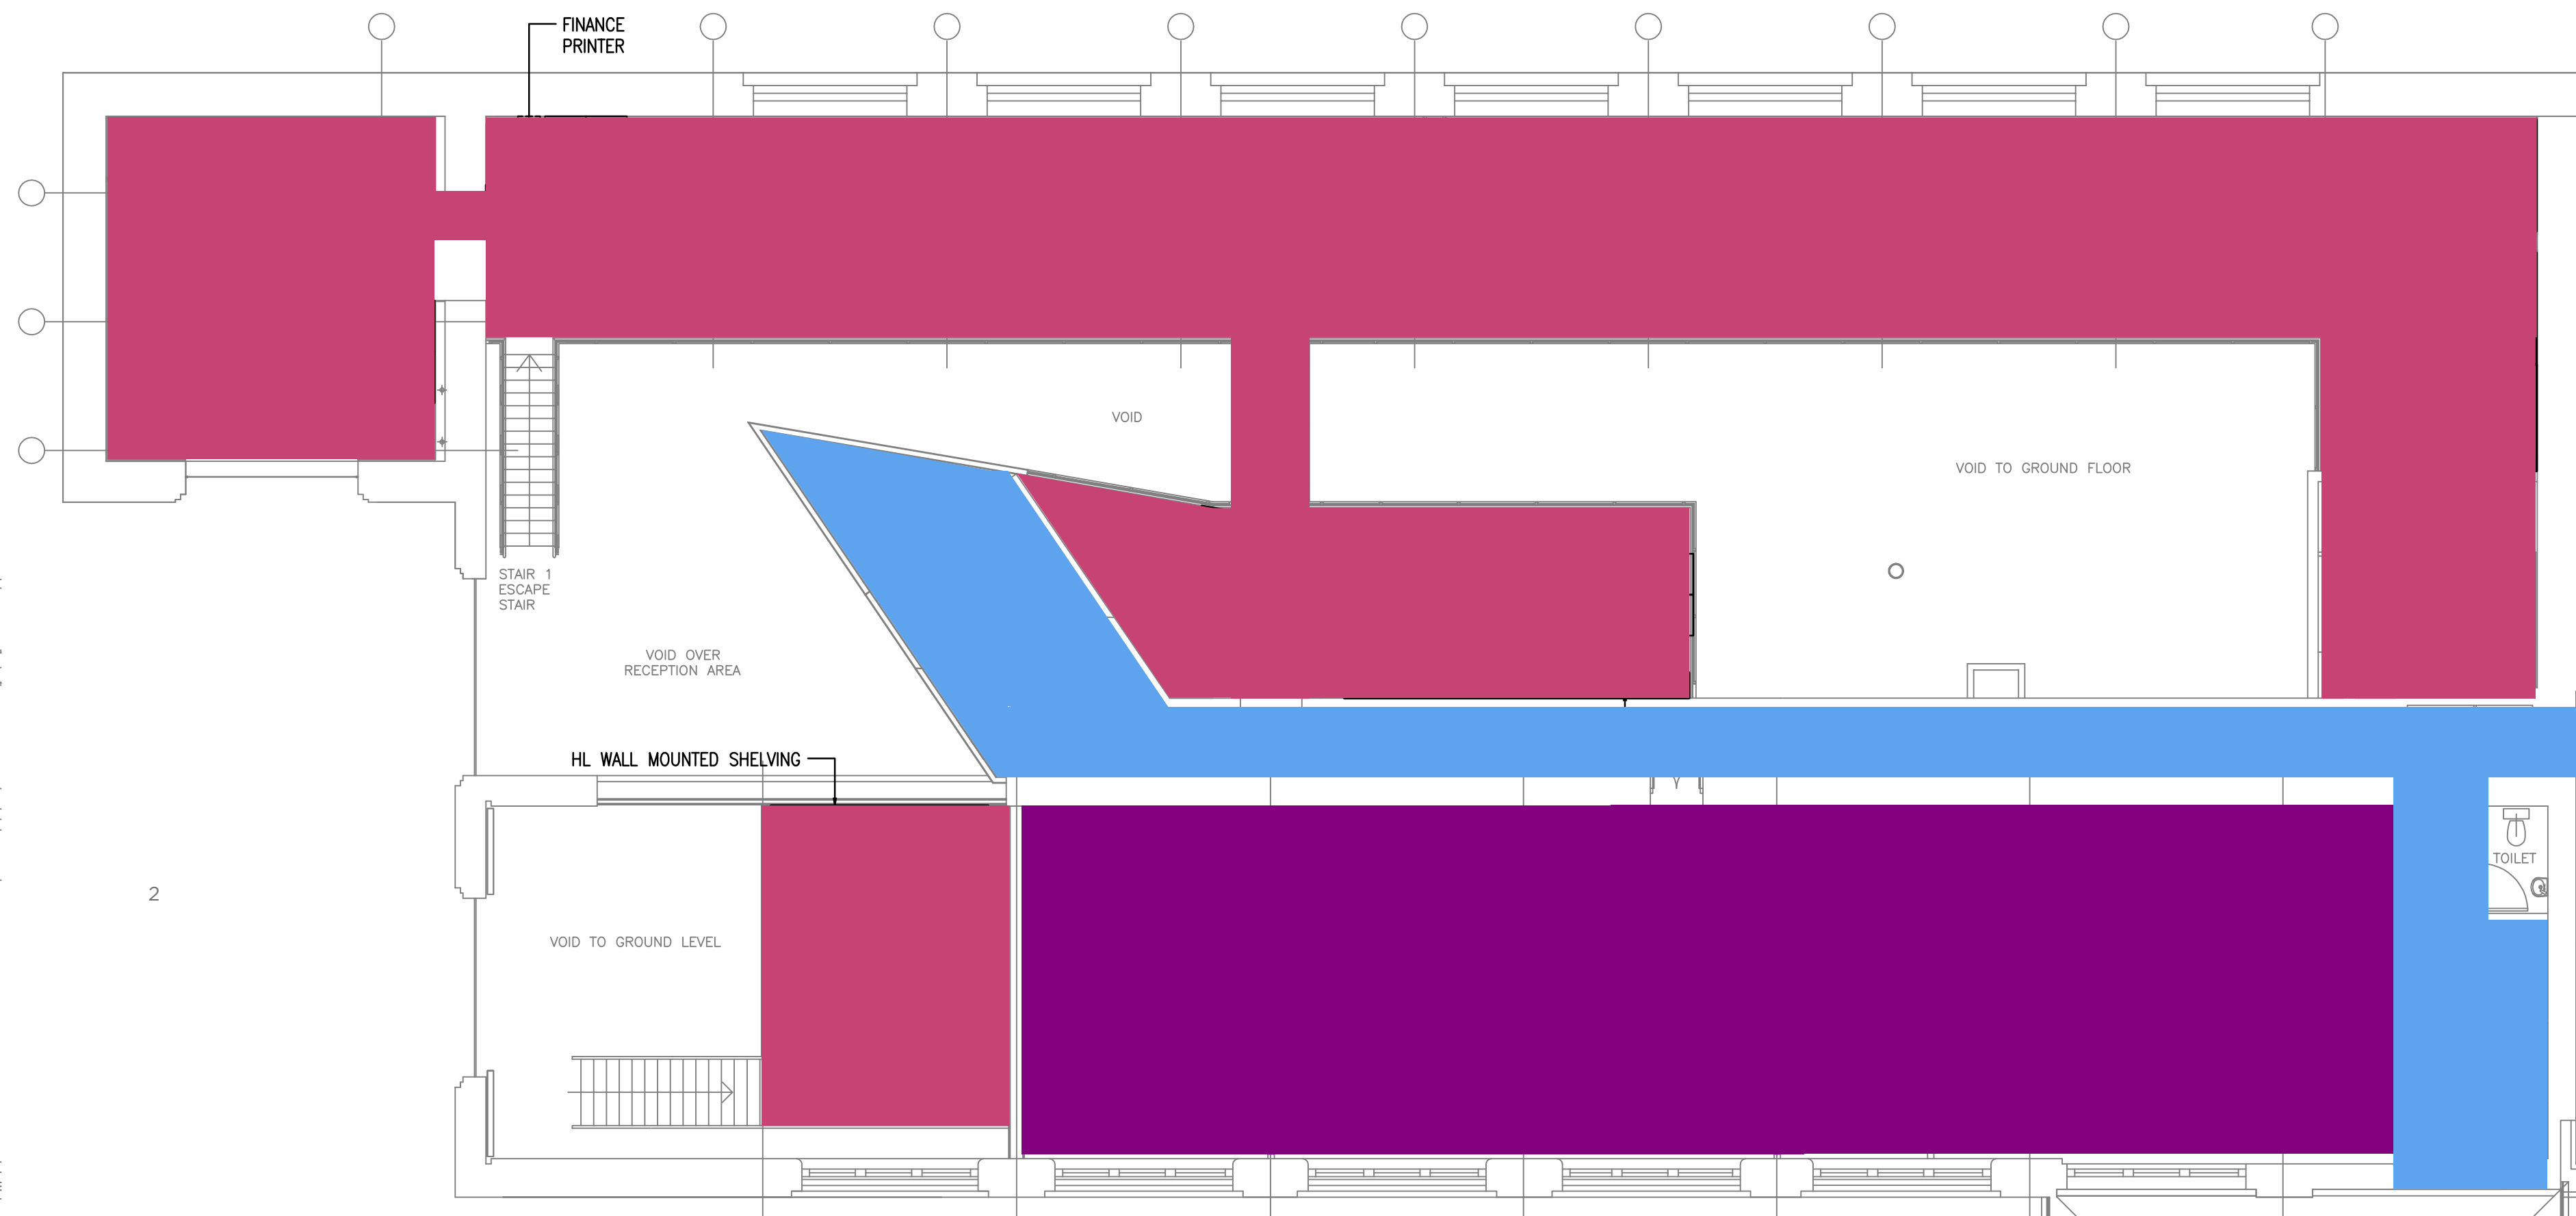 FINANCE
PRINTER
VOID
VOID TO GROUND FLOOR
STAIR 1
ESCAPE
STAIR
VOID OVER
RECEPTION AREA
HL WALL MOUNTED SHELVING
TOILET
2
VOID TO GROUND LEVEL